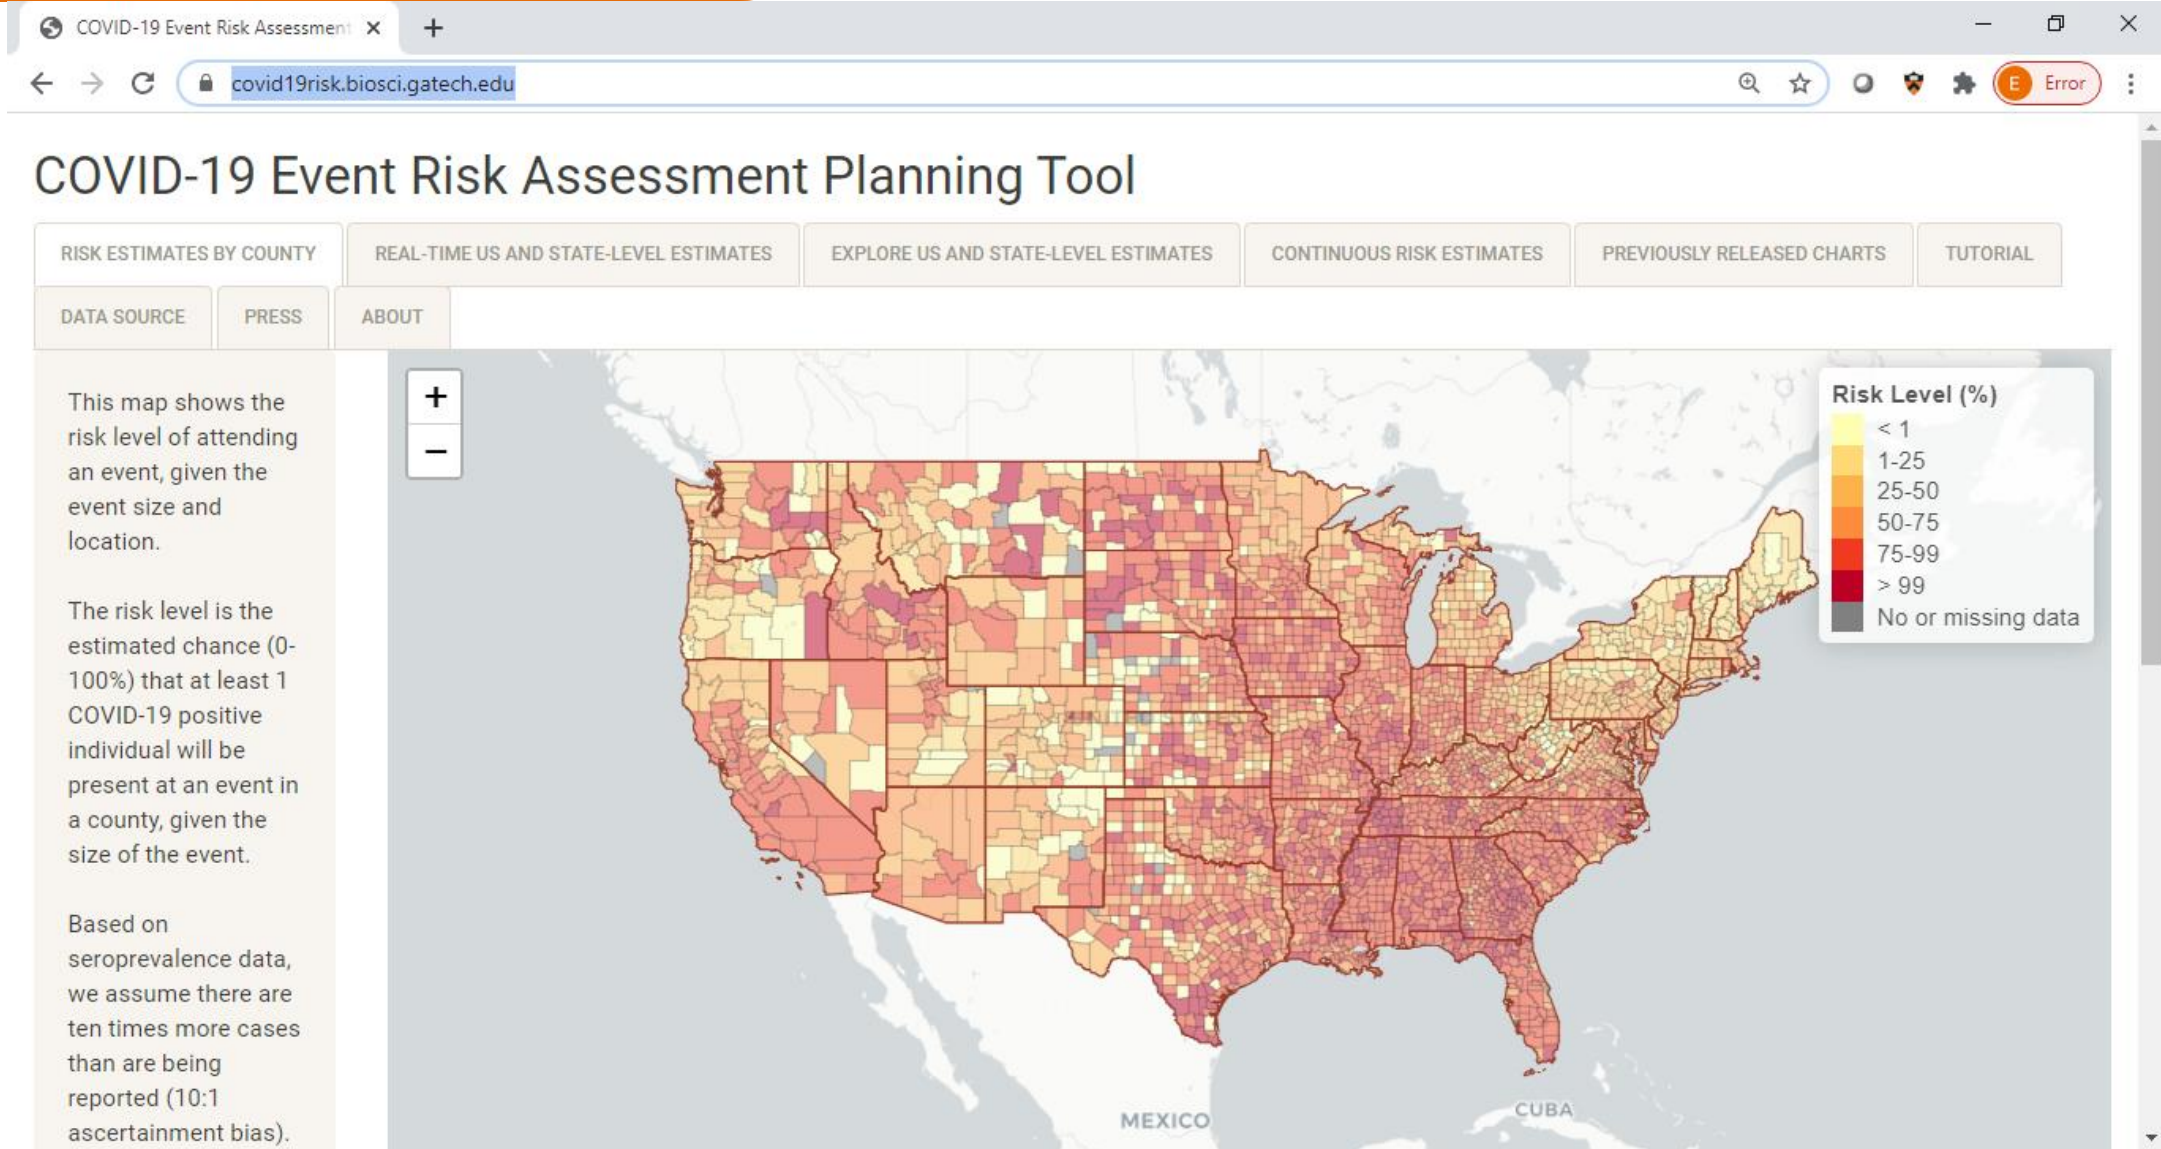 COVID-19 Event Risk Assessment
covid19risk.biosci.gatech.edu
E Error
COVID-19 Event Risk Assessment Planning Tool
RISK ESTIMATES BY COUNTY
REAL-TIME US AND STATE-LEVEL ESTIMATES
EXPLORE US AND STATE-LEVEL ESTIMATES
CONTINUOUS RISK ESTIMATES
PREVIOUSLY RELEASED CHARTS
TUTORIAL
DATA SOURCE
PRESS
ABOUT
This map shows the
risk level of attending
an event, given the
event size and
location.
The risk level is the
estimated chance (0-
100%) that at least 1
COVID-19 positive
individual will be
present at an event in
a county, given the
size of the event.
Based on
seroprevalence data,
we assume there are
ten times more cases
than are being
reported (10:1
ascertainment bias).
+
−
Risk Level (%)
< 1
1-25
25-50
50-75
75-99
> 99
No or missing data
MEXICO
CUBA